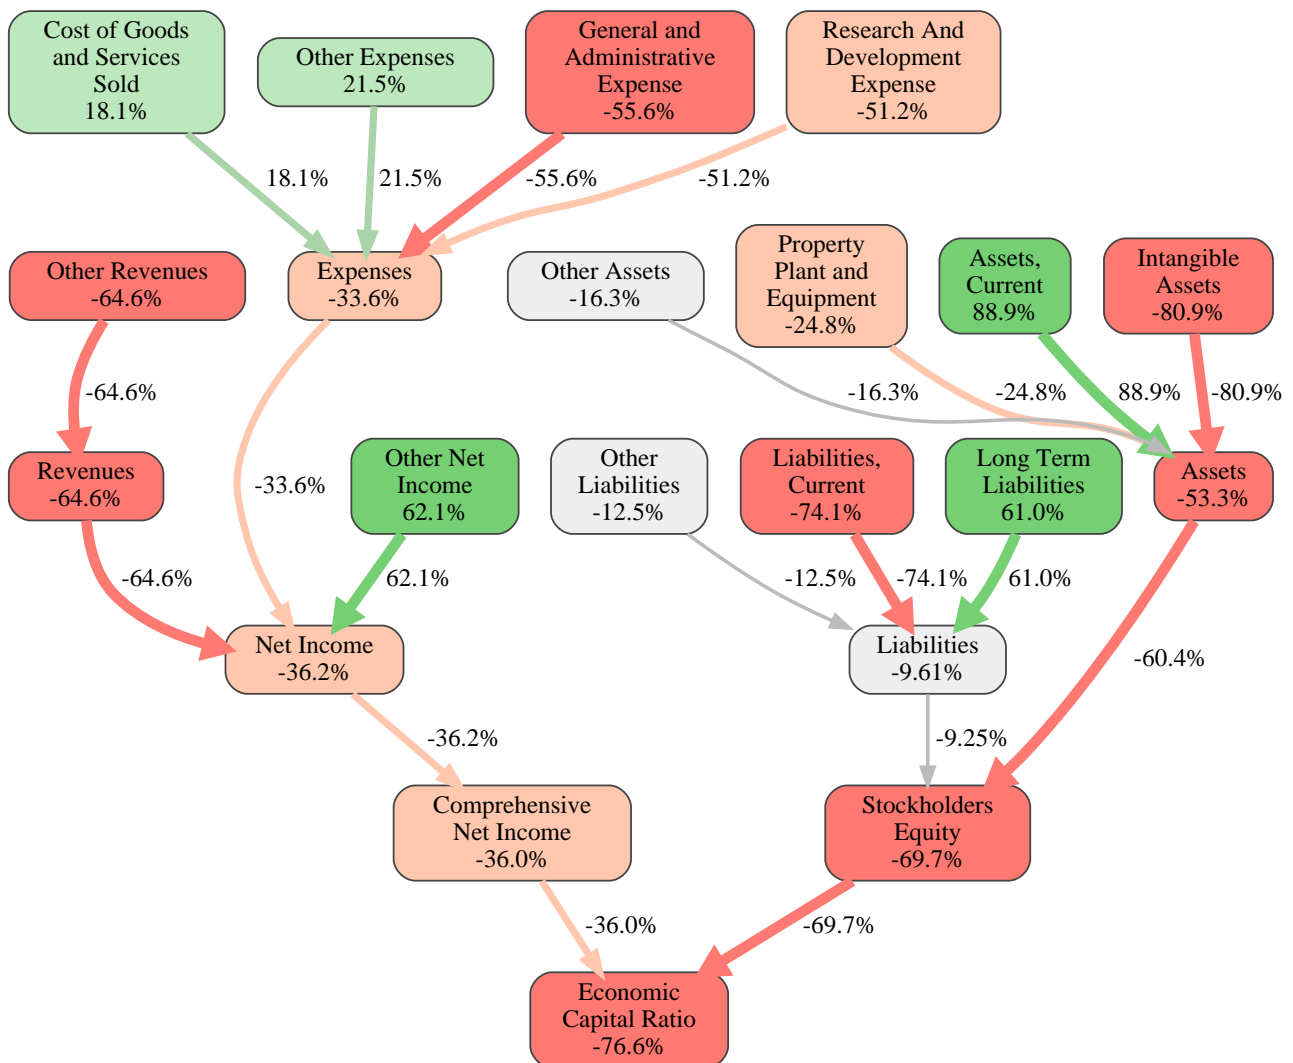 Cost of Goods
and Services
Sold
18.1%
Other Expenses
21.5%
General and
Administrative
Expense
-55.6%
Research And
Development
Expense
-51.2%
18.1%
21.5%
-55.6%
-51.2%
Other Revenues
-64.6%
Expenses
-33.6%
Other Assets
-16.3%
Property
Plant and
Equipment
-24.8%
Assets,
Current
88.9%
Intangible
Assets
-80.9%
-64.6%
-16.3%
-24.8%
88.9%
-80.9%
Revenues
-64.6%
-33.6%
Other Net
Income
62.1%
Other
Liabilities
-12.5%
Liabilities,
Current
-74.1%
Long Term
Liabilities
61.0%
Assets
-53.3%
-64.6%
62.1%
-12.5%
-74.1%
61.0%
Net Income
-36.2%
Liabilities
-9.61%
-60.4%
-36.2%
-9.25%
Comprehensive
Net Income
-36.0%
Stockholders
Equity
-69.7%
-36.0%
-69.7%
Economic
Capital Ratio
-76.6%